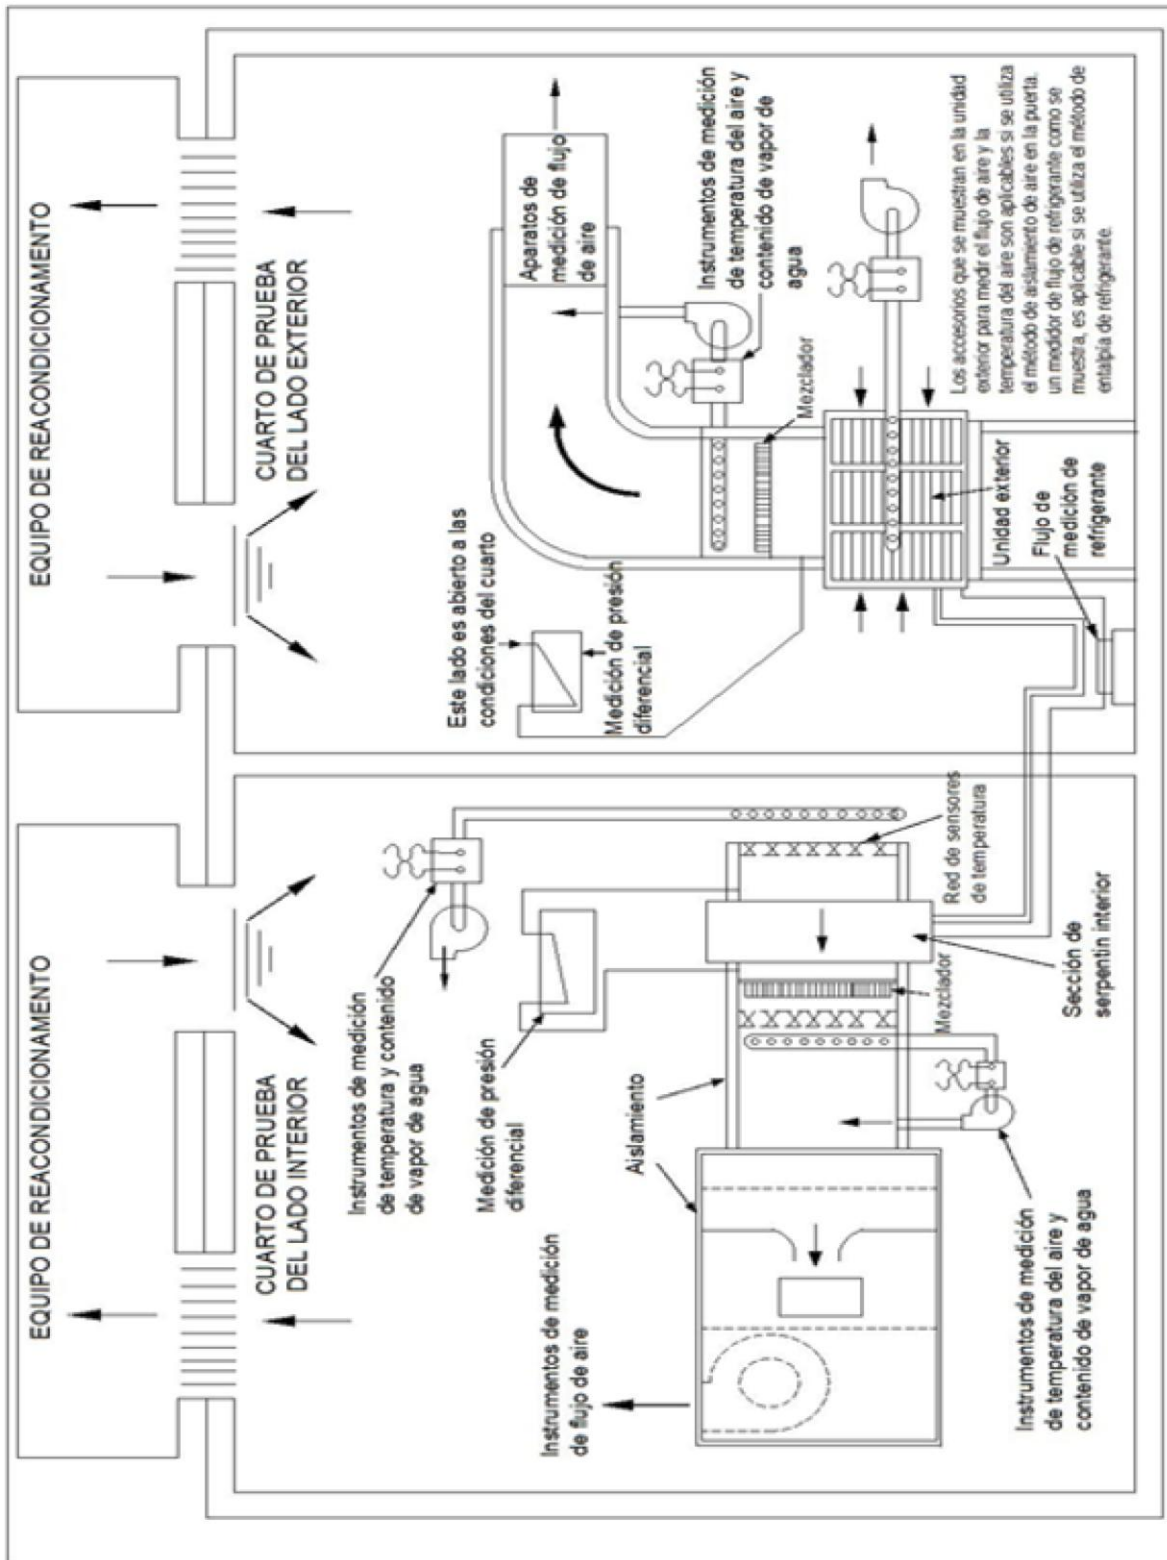 EQUIPO DE REACONDICIONAMENTO
EQUIPO DE REACONDICIONAMENTO
CUARTO DE PRUEBA
DEL LADO INTERIOR
CUARTO DE PRUEBA
DEL LADO EXTERIOR
Instrumentos de medición
de temperatura y contenido
de vapor de agua
Medición de presión
diferencial
Aislamiento
Instrumentos de medición
de flujo de aire
Red de sensores
de temperatura
Mezclador
Sección de
serpentín interior
Instrumentos de medición
de temperatura del aire y
contenido de vapor de agua
Este lado es abierto a las
condiciones del cuarto
Medición de presión
diferencial
Aparatos de
medición de flujo
de aire
Instrumentos de medición
de temperatura del aire y
contenido de vapor de
agua
Mezclador
Unidad exterior
Flujo de
medición de
refrigerante
Los accesorios que se muestran en la unidad
exterior para medir el flujo de aire y la
temperatura del aire son aplicables si se utiliza
el método de aislamiento de aire en la puerta.
un medidor de flujo de refrigerante como se
muestra, es aplicable si se utiliza el método de
entalpía de refrigerante.